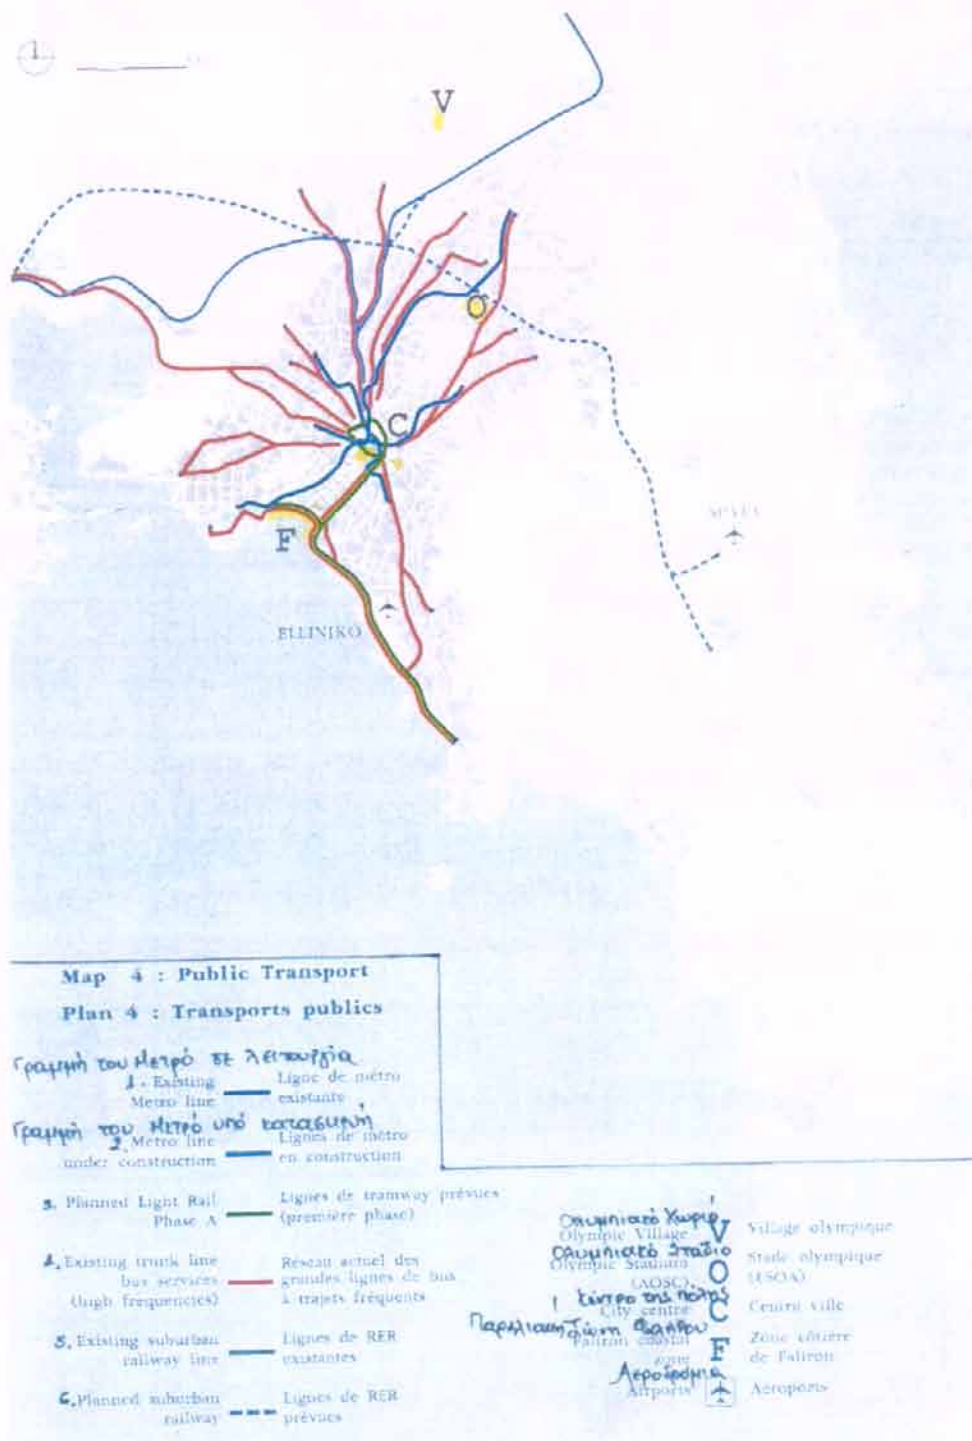 1
V
O
C
F
ΣΠΑΤΑ
ELLINIKO
Map 4 : Public Transport
Plan 4 : Transports publics
Γραμμή του Μετρό σε λειτουργία
1. Existing Metro line
Ligne de métro existante
Γραμμή του Μετρό υπό κατασκευή
2. Metro line under construction
Lignes de métro en construction
3. Planned Light Rail Phase A
Lignes de tramway prévues (première phase)
4. Existing trunk line bus services (high frequencies)
Réseau actuel des grandes lignes de bus à trajets fréquents
5. Existing suburban railway line
Lignes de RER existantes
6. Planned suburban railway
Lignes de RER prévues
Ολυμπιακό Χωριό
Olympic Village V Village olympique
Ολυμπιακό Στάδιο
Olympic Stadium (AOSC) O Stade olympique (ESOA)
Κέντρο της πόλης
City centre C Centre ville
Παραλιακή Ζώνη Φαλήρου
Faliron coastal zone F Zone côtière de Faliron
Αεροδρόμια
Airports Aéroports